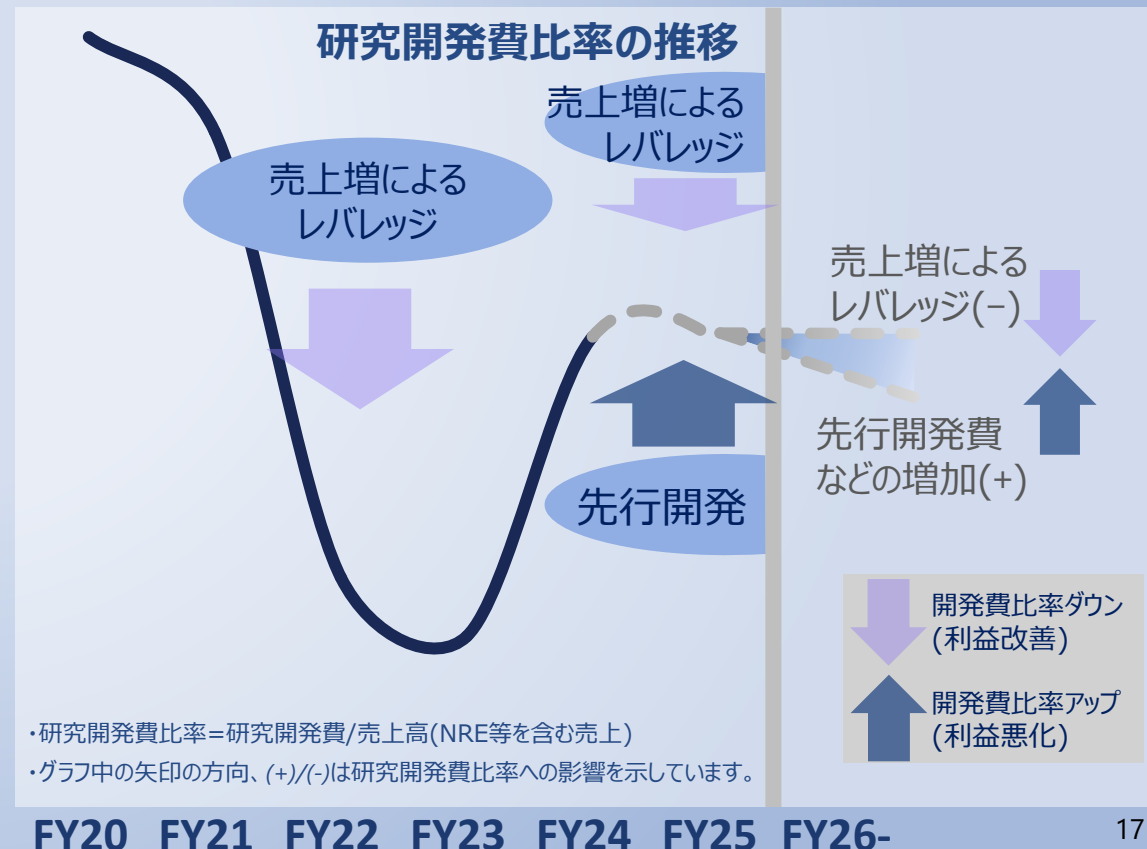 研究開発費比率の推移
売上増による
レバレッジ
売上増による
レバレッジ
売上増による
レバレッジ(−)
先行開発費
などの増加(+)
先行開発
開発費比率ダウン
(利益改善)
開発費比率アップ
(利益悪化)
・研究開発費比率=研究開発費/売上高(NRE等を含む売上)
・グラフ中の矢印の方向、(+)/(-)は研究開発費比率への影響を示しています。
FY20 FY21 FY22 FY23 FY24 FY25 FY26-
17